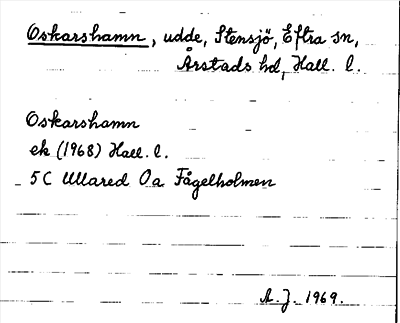 Oskarshamn, udde, Stensjö, Eftra sn,
Årstads hd, Hall. l.
Oskarshamn
ek (1968) Hall. l.
5C Ullared Oa Fågelholmen
A. J. 1969.